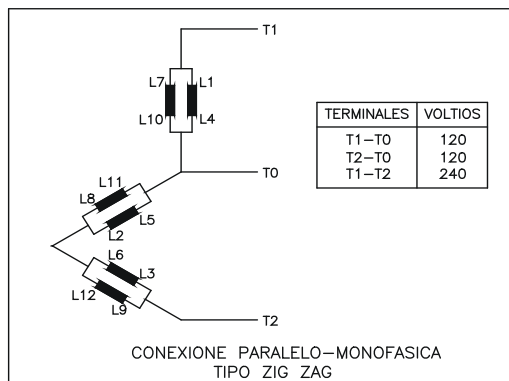 T1
L7 L1
L10 L4
TERMINALES VOLTIOS
T1-T0 120
T2-T0 120
T1-T2 240
T0
L11
L8
L5
L2
L6
L3
L12
L9
T2
CONEXIONE PARALELO-MONOFASICA
TIPO ZIG ZAG